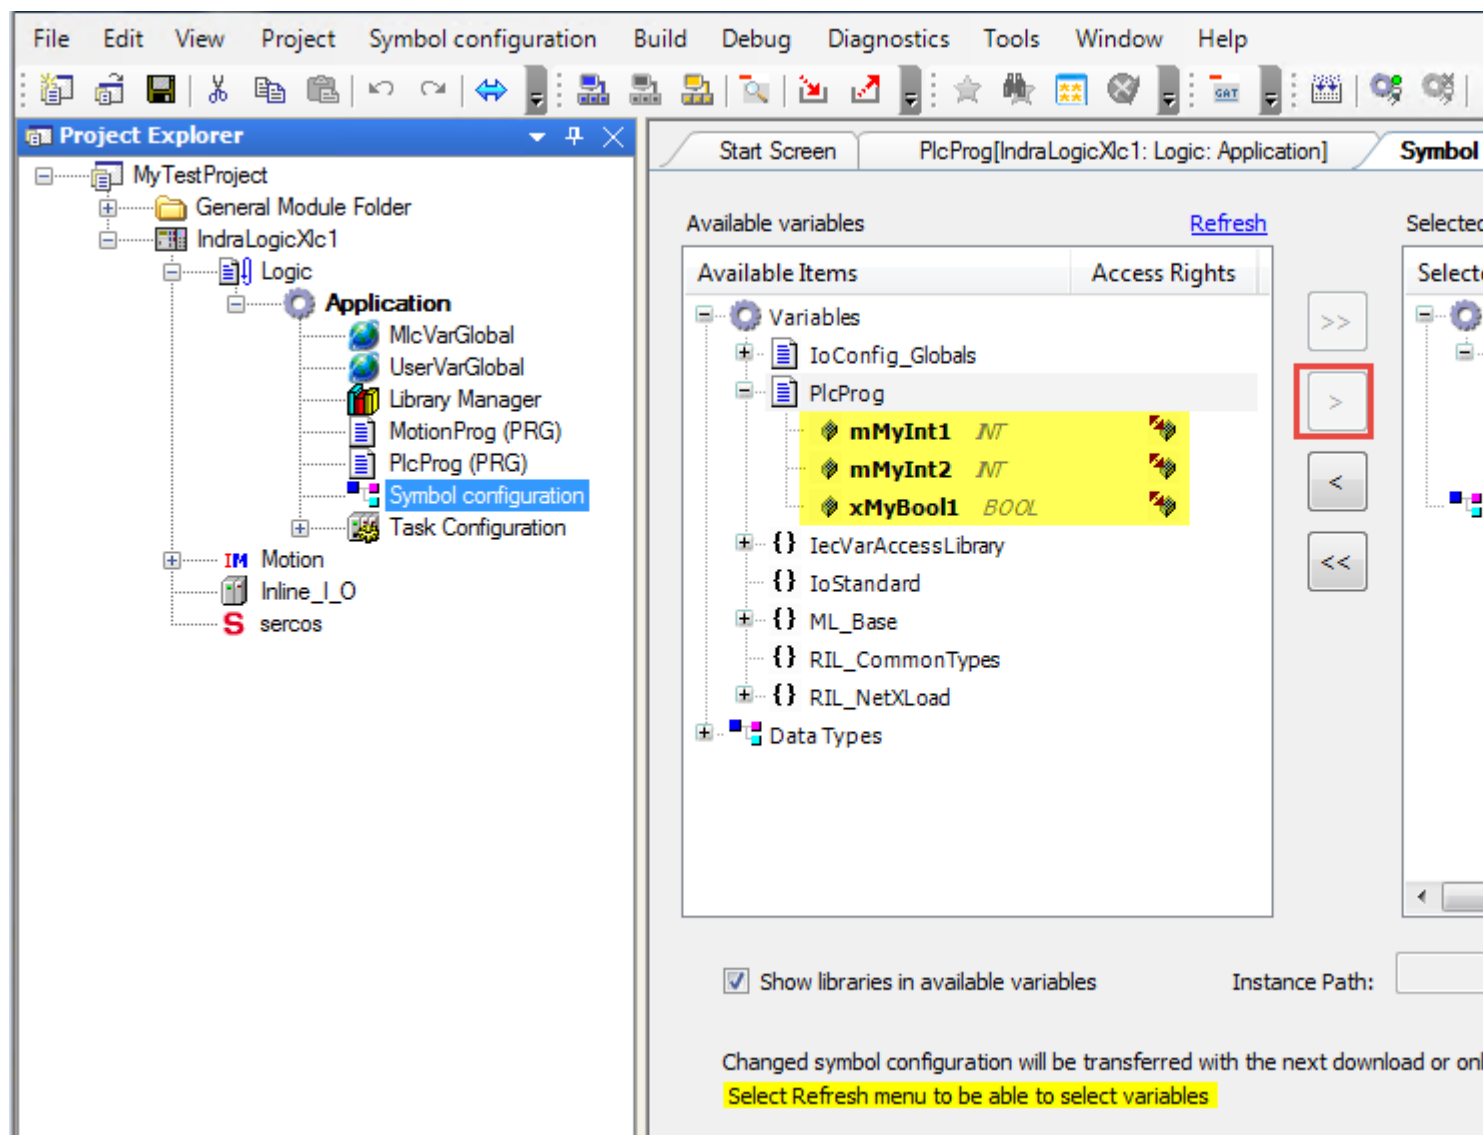 File Edit View Project Symbol configuration Build Debug Diagnostics Tools Window Help
GAT
Project Explorer
MyTestProject
General Module Folder
IndraLogicXlc1
Logic
Application
MlcVarGlobal
UserVarGlobal
Library Manager
MotionProg (PRG)
PlcProg (PRG)
Symbol configuration
Task Configuration
IM Motion
Inline_I_O
S sercos
Start Screen PlcProg[IndraLogicXlc1: Logic: Application] Symbol
Available variables Refresh Selected
Available Items Access Rights Selecte
Variables
IoConfig_Globals
PlcProg
mMyInt1 INT
mMyInt2 INT
xMyBool1 BOOL
{} IecVarAccessLibrary
{} IoStandard
{} ML_Base
{} RIL_CommonTypes
{} RIL_NetXLoad
Data Types
>>
>
<
<<
Show libraries in available variables Instance Path:
Changed symbol configuration will be transferred with the next download or onl
Select Refresh menu to be able to select variables